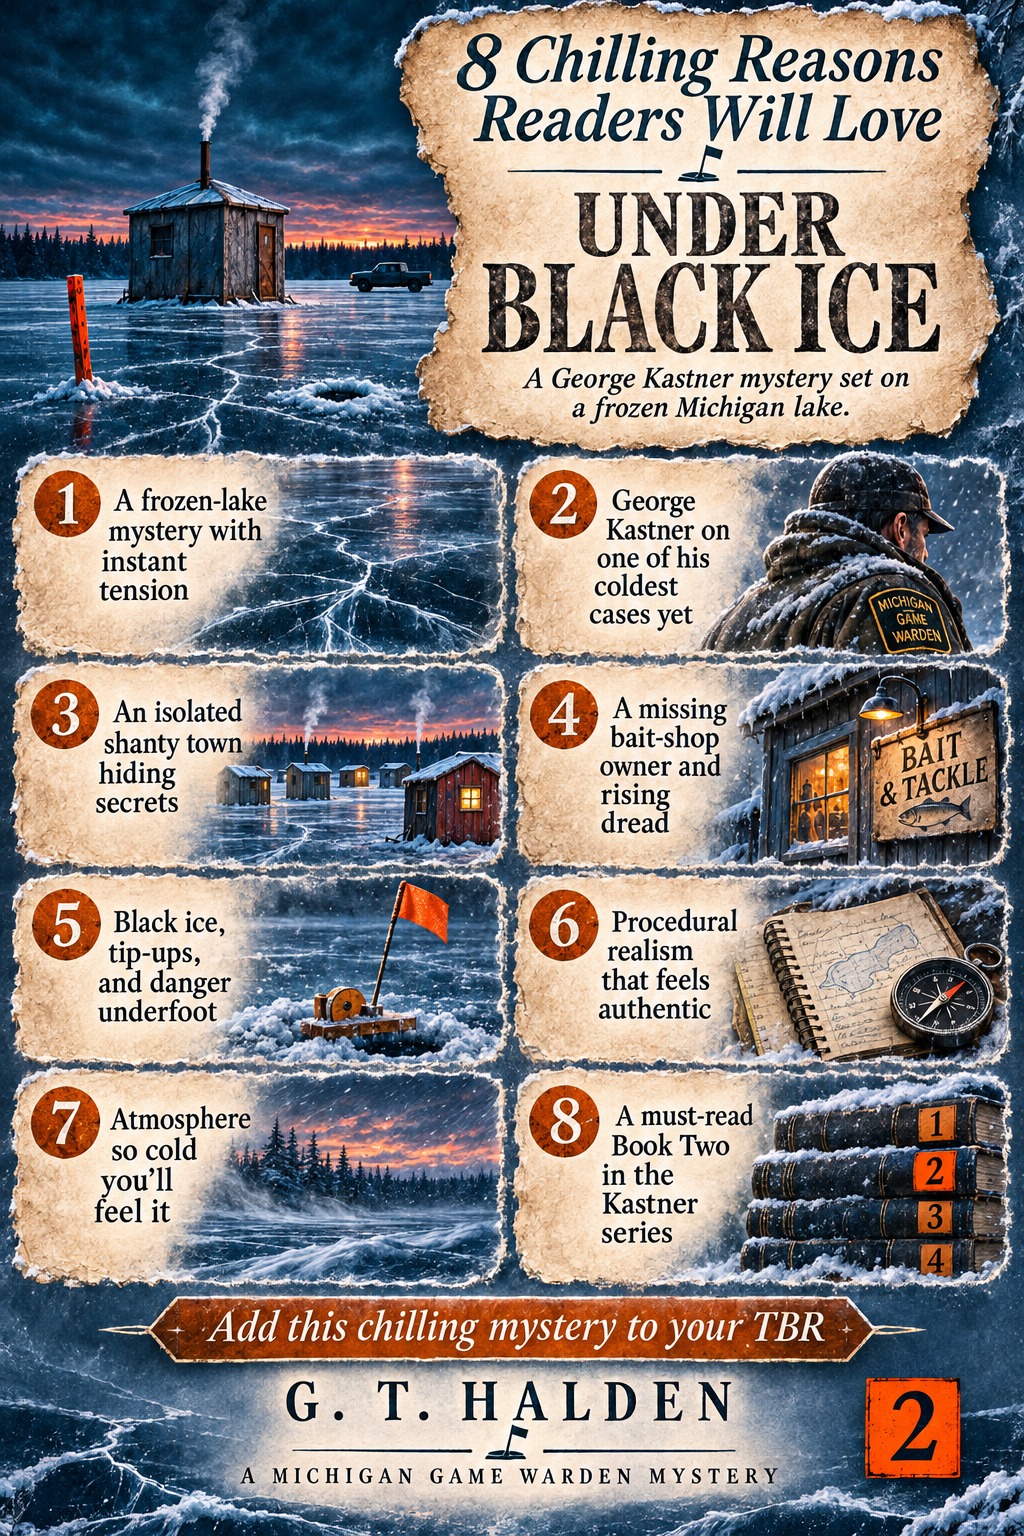 8 Chilling Reasons
Readers Will Love
UNDER
BLACK ICE
A George Kastner mystery set on
a frozen Michigan lake.
1
A frozen-lake
mystery with
instant
tension
2
George
Kastner on
one of his
coldest
cases yet
MICHIGAN
GAME
WARDEN
3
An isolated
shanty town
hiding
secrets
4
A missing
bait-shop
owner and
rising
dread
BAIT
& TACKLE
5
Black ice,
tip-ups,
and danger
underfoot
6
Procedural
realism
that feels
authentic
7
Atmosphere
so cold
you'll
feel it
8
A must-read
Book Two
in the
Kastner
series
1
2
3
4
Add this chilling mystery to your TBR
G. T. HALDEN
A MICHIGAN GAME WARDEN MYSTERY
2